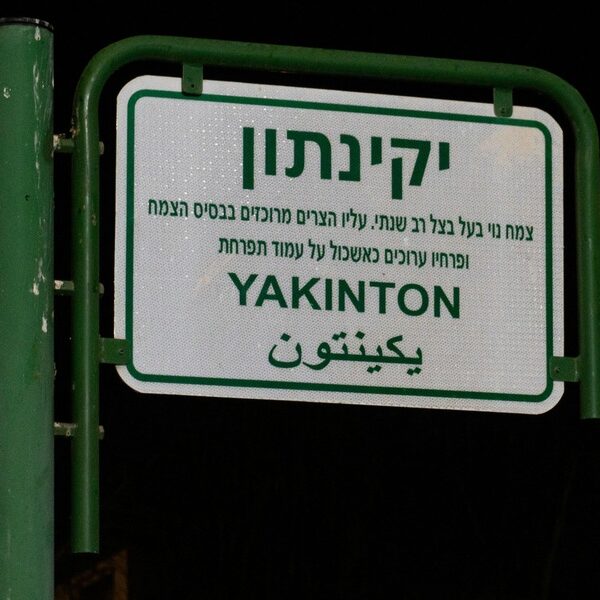 יקינתון
צמח נוי בעל בצל רב שנתי. עליו הצרים מרוכזים בבסיס הצמח
ופרחיו ערוכים כאשכול על עמוד תפרחת
YAKINTON
يكينتون